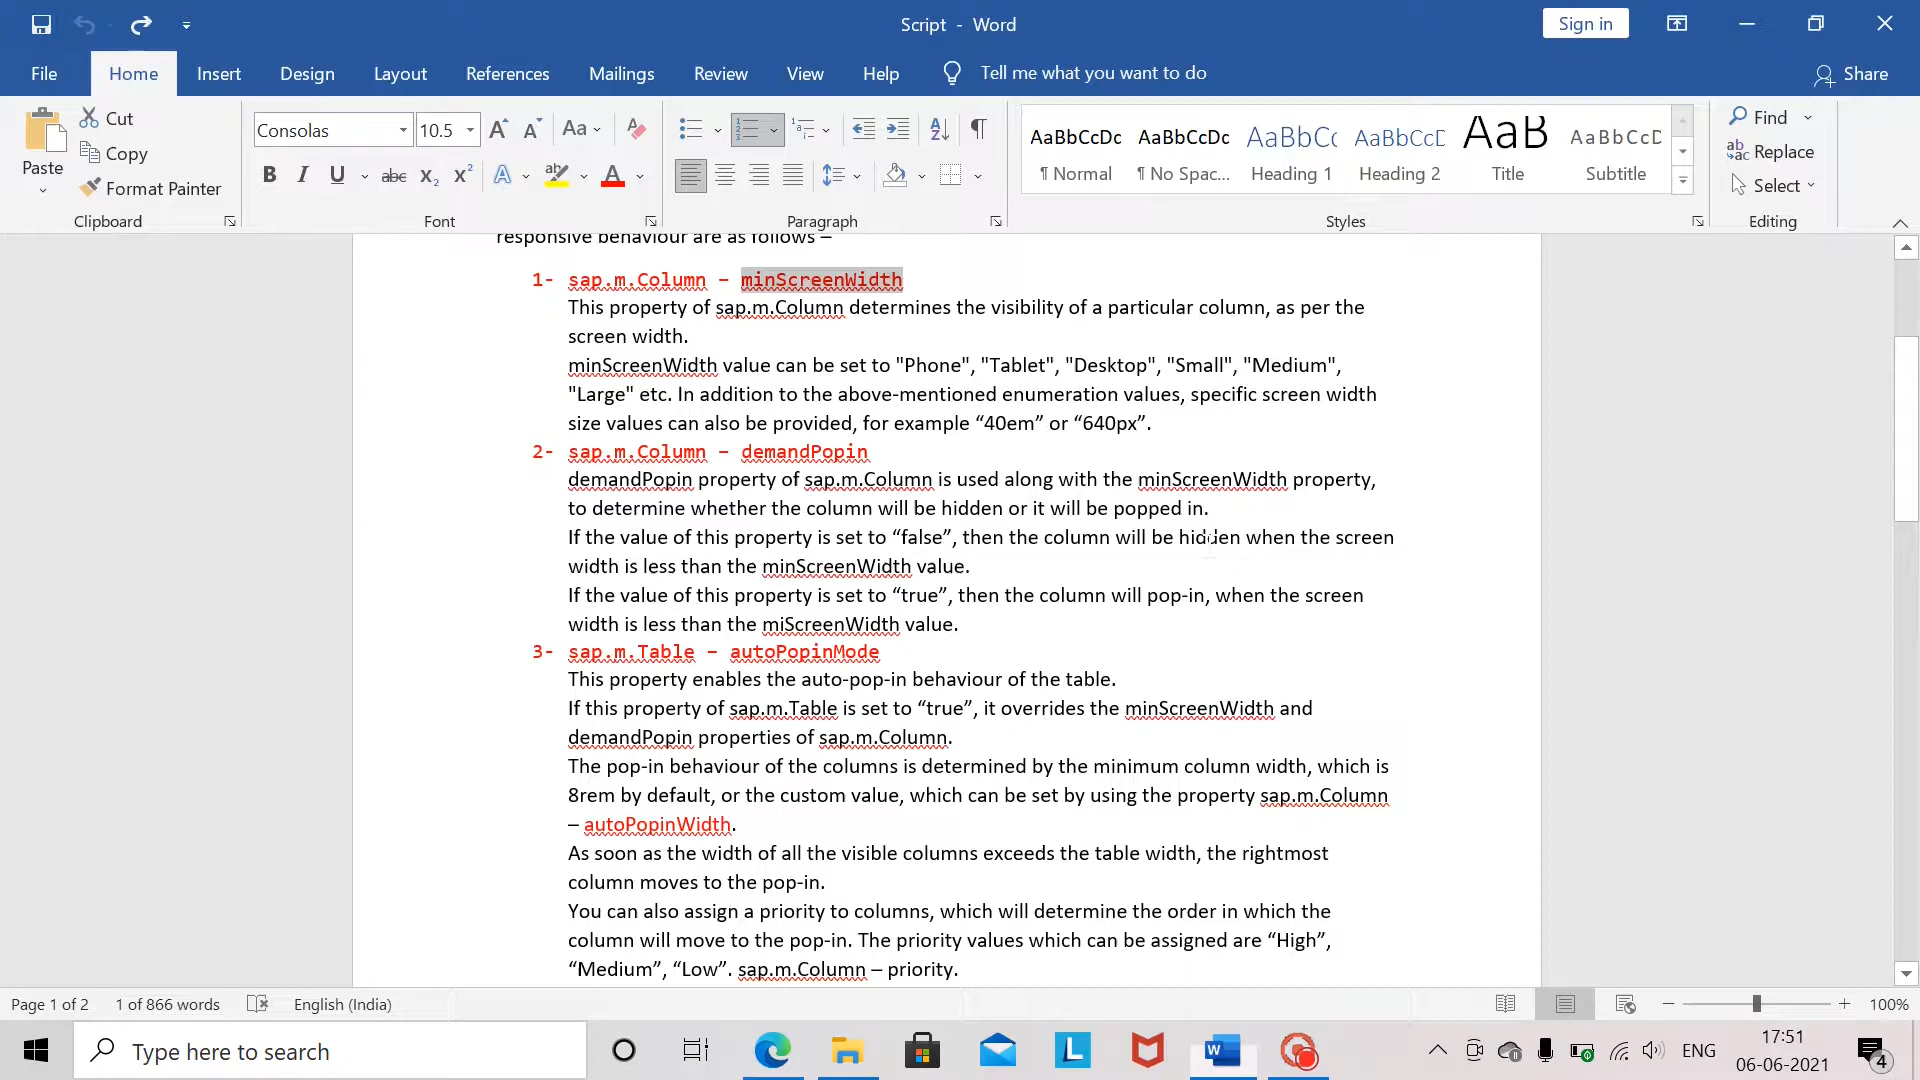 Script - Word
Sign in
File Home Insert Design Layout References Mailings Review View Help Tell me what you want to do Share
Cut
Copy
Format Painter
Paste
Clipboard
Consolas 10.5
Font
Paragraph
AaBbCcDc AaBbCcDc AaBbCc AaBbCcD AaB AaBbCcD
¶ Normal ¶ No Spac... Heading 1 Heading 2 Title Subtitle
Styles
Find
Replace
Select
Editing
responsive behaviour are as follows –
1- sap.m.Column – minScreenWidth
This property of sap.m.Column determines the visibility of a particular column, as per the
screen width.
minScreenWidth value can be set to "Phone", "Tablet", "Desktop", "Small", "Medium",
"Large" etc. In addition to the above-mentioned enumeration values, specific screen width
size values can also be provided, for example “40em” or “640px”.
2- sap.m.Column – demandPopin
demandPopin property of sap.m.Column is used along with the minScreenWidth property,
to determine whether the column will be hidden or it will be popped in.
If the value of this property is set to “false”, then the column will be hidden when the screen
width is less than the minScreenWidth value.
If the value of this property is set to “true”, then the column will pop-in, when the screen
width is less than the miScreenWidth value.
3- sap.m.Table – autoPopinMode
This property enables the auto-pop-in behaviour of the table.
If this property of sap.m.Table is set to “true”, it overrides the minScreenWidth and
demandPopin properties of sap.m.Column.
The pop-in behaviour of the columns is determined by the minimum column width, which is
8rem by default, or the custom value, which can be set by using the property sap.m.Column
– autoPopinWidth.
As soon as the width of all the visible columns exceeds the table width, the rightmost
column moves to the pop-in.
You can also assign a priority to columns, which will determine the order in which the
column will move to the pop-in. The priority values which can be assigned are “High”,
“Medium”, “Low”. sap.m.Column – priority.
Page 1 of 2 1 of 866 words English (India) 100%
Type here to search
ENG
17:51
06-06-2021
4